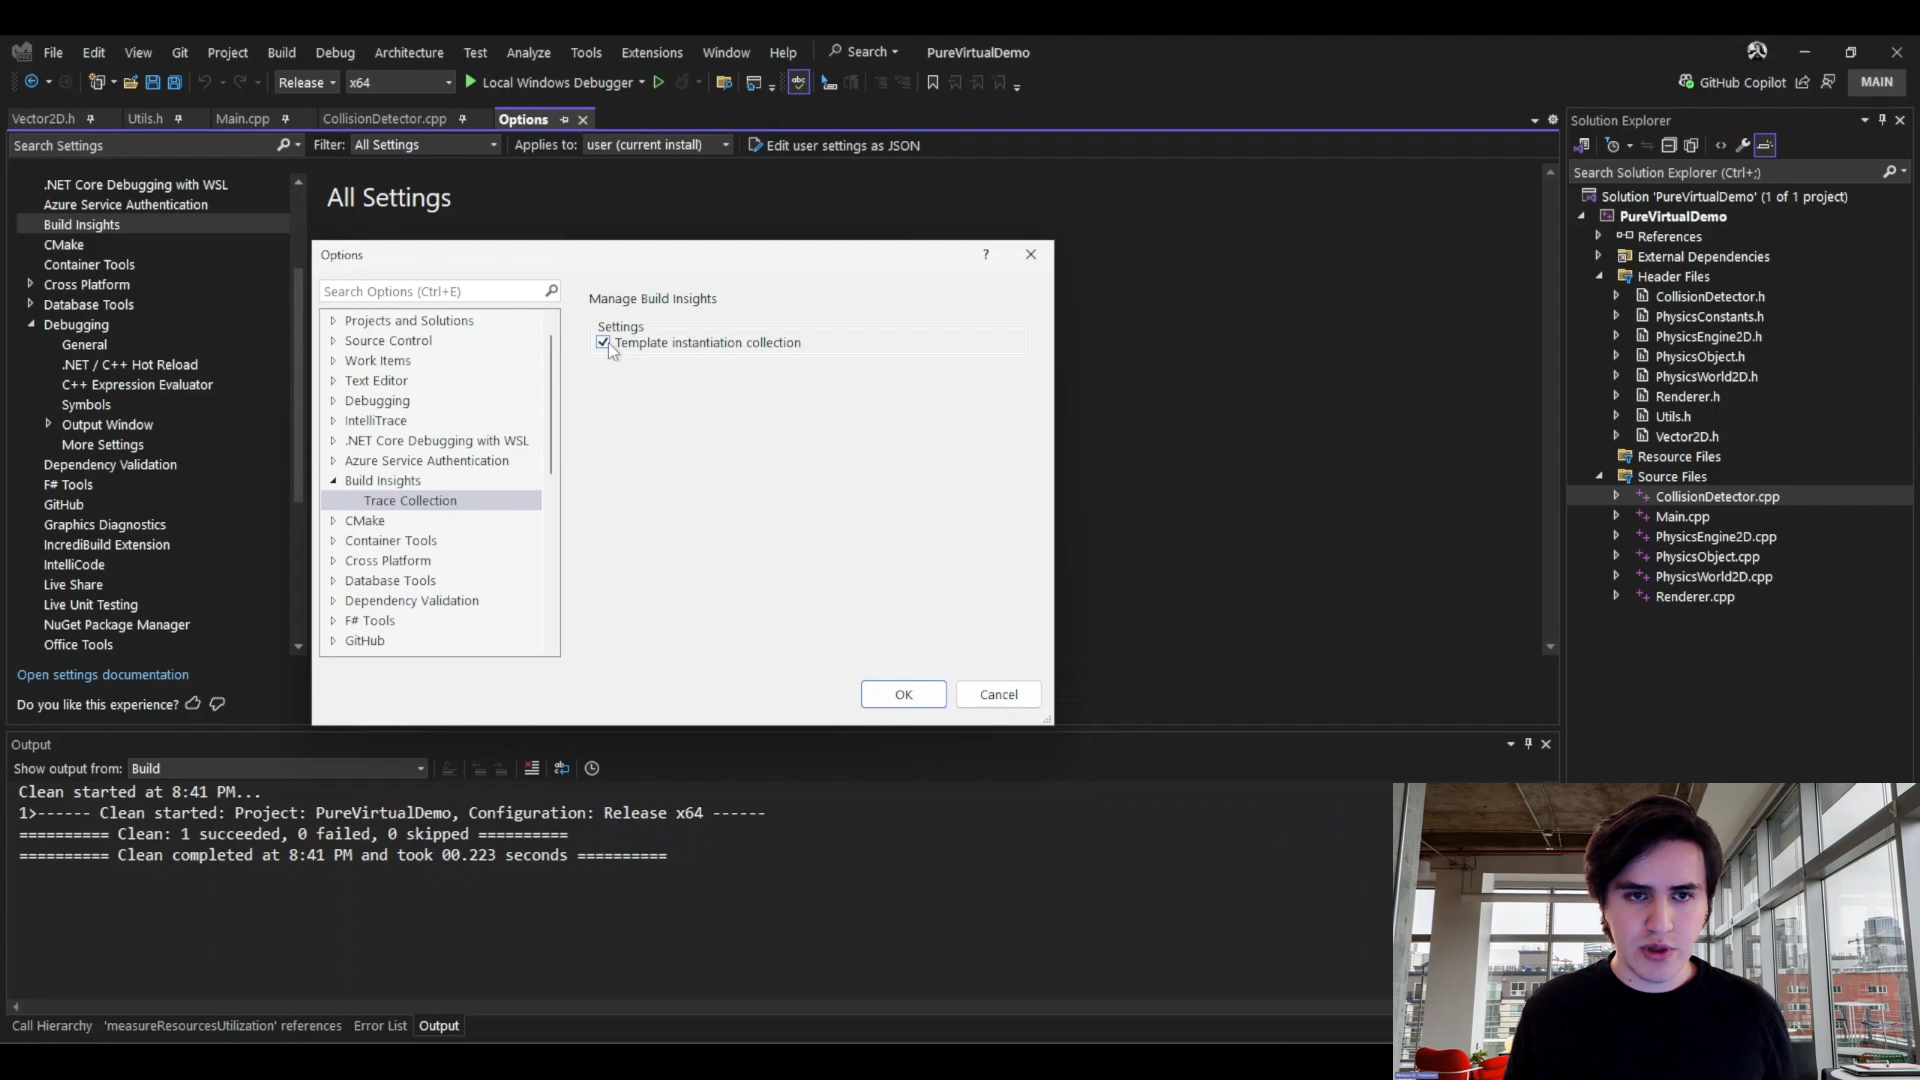 File Edit View Git Project Build Debug Test Analyze Tools Extensions Window Help Search PureVirtualDemo
Architecture
Release x64 Local Windows Debugger GitHub Copilot MAIN
Vector2D.h Utils.h Main.cpp CollisionDetector.cpp Options
Search Settings Filter: All Settings Applies to: user (current install) Edit user settings as JSON
.NET Core Debugging with WSL
Azure Service Authentication
Build Insights
CMake
Container Tools
Cross Platform
Database Tools
Debugging
General
.NET / C++ Hot Reload
C++ Expression Evaluator
Symbols
Output Window
More Settings
Dependency Validation
F# Tools
GitHub
Graphics Diagnostics
IncrediBuild Extension
IntelliCode
Live Share
Live Unit Testing
NuGet Package Manager
Office Tools
Open settings documentation
Do you like this experience?
All Settings
Options ?
Search Options (Ctrl+E)
Projects and Solutions
Source Control
Work Items
Text Editor
Debugging
IntelliTrace
.NET Core Debugging with WSL
Azure Service Authentication
Build Insights
Trace Collection
CMake
Container Tools
Cross Platform
Database Tools
Dependency Validation
F# Tools
GitHub
Manage Build Insights
Settings
Template instantiation collection
OK Cancel
Solution Explorer
Search Solution Explorer (Ctrl+;)
Solution 'PureVirtualDemo' (1 of 1 project)
PureVirtualDemo
References
External Dependencies
Header Files
CollisionDetector.h
PhysicsConstants.h
PhysicsEngine2D.h
PhysicsObject.h
PhysicsWorld2D.h
Renderer.h
Utils.h
Vector2D.h
Resource Files
Source Files
CollisionDetector.cpp
Main.cpp
PhysicsEngine2D.cpp
PhysicsObject.cpp
PhysicsWorld2D.cpp
Renderer.cpp
Output
Show output from: Build
Clean started at 8:41 PM...
1>------ Clean started: Project: PureVirtualDemo, Configuration: Release x64 ------
========== Clean: 1 succeeded, 0 failed, 0 skipped ==========
========== Clean completed at 8:41 PM and took 00.223 seconds ==========
Call Hierarchy 'measureResourcesUtilization' references Error List Output